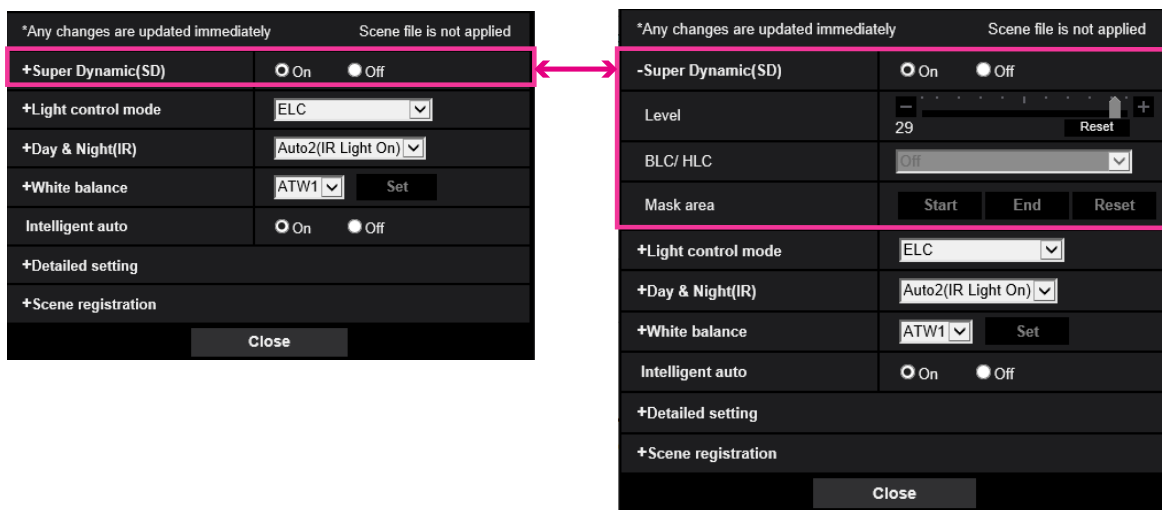 *Any changes are updated immediately Scene file is not applied
+Super Dynamic(SD) On Off
+Light control mode ELC
+Day & Night(IR) Auto2(IR Light On)
+White balance ATW1 Set
Intelligent auto On Off
+Detailed setting
+Scene registration
Close
*Any changes are updated immediately Scene file is not applied
-Super Dynamic(SD) On Off
Level - +
29 Reset
BLC/ HLC Off
Mask area Start End Reset
+Light control mode ELC
+Day & Night(IR) Auto2(IR Light On)
+White balance ATW1 Set
Intelligent auto On Off
+Detailed setting
+Scene registration
Close